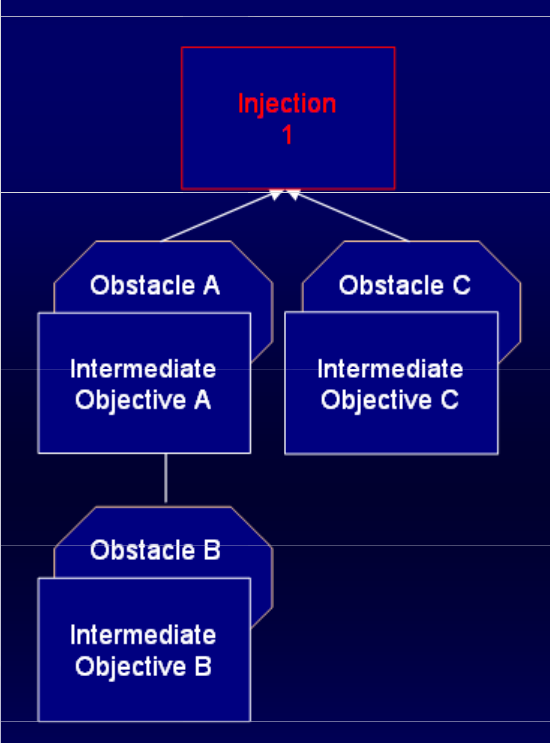 Injection
1
Obstacle A
Obstacle C
Intermediate
Objective A
Intermediate
Objective C
Obstacle B
Intermediate
Objective B